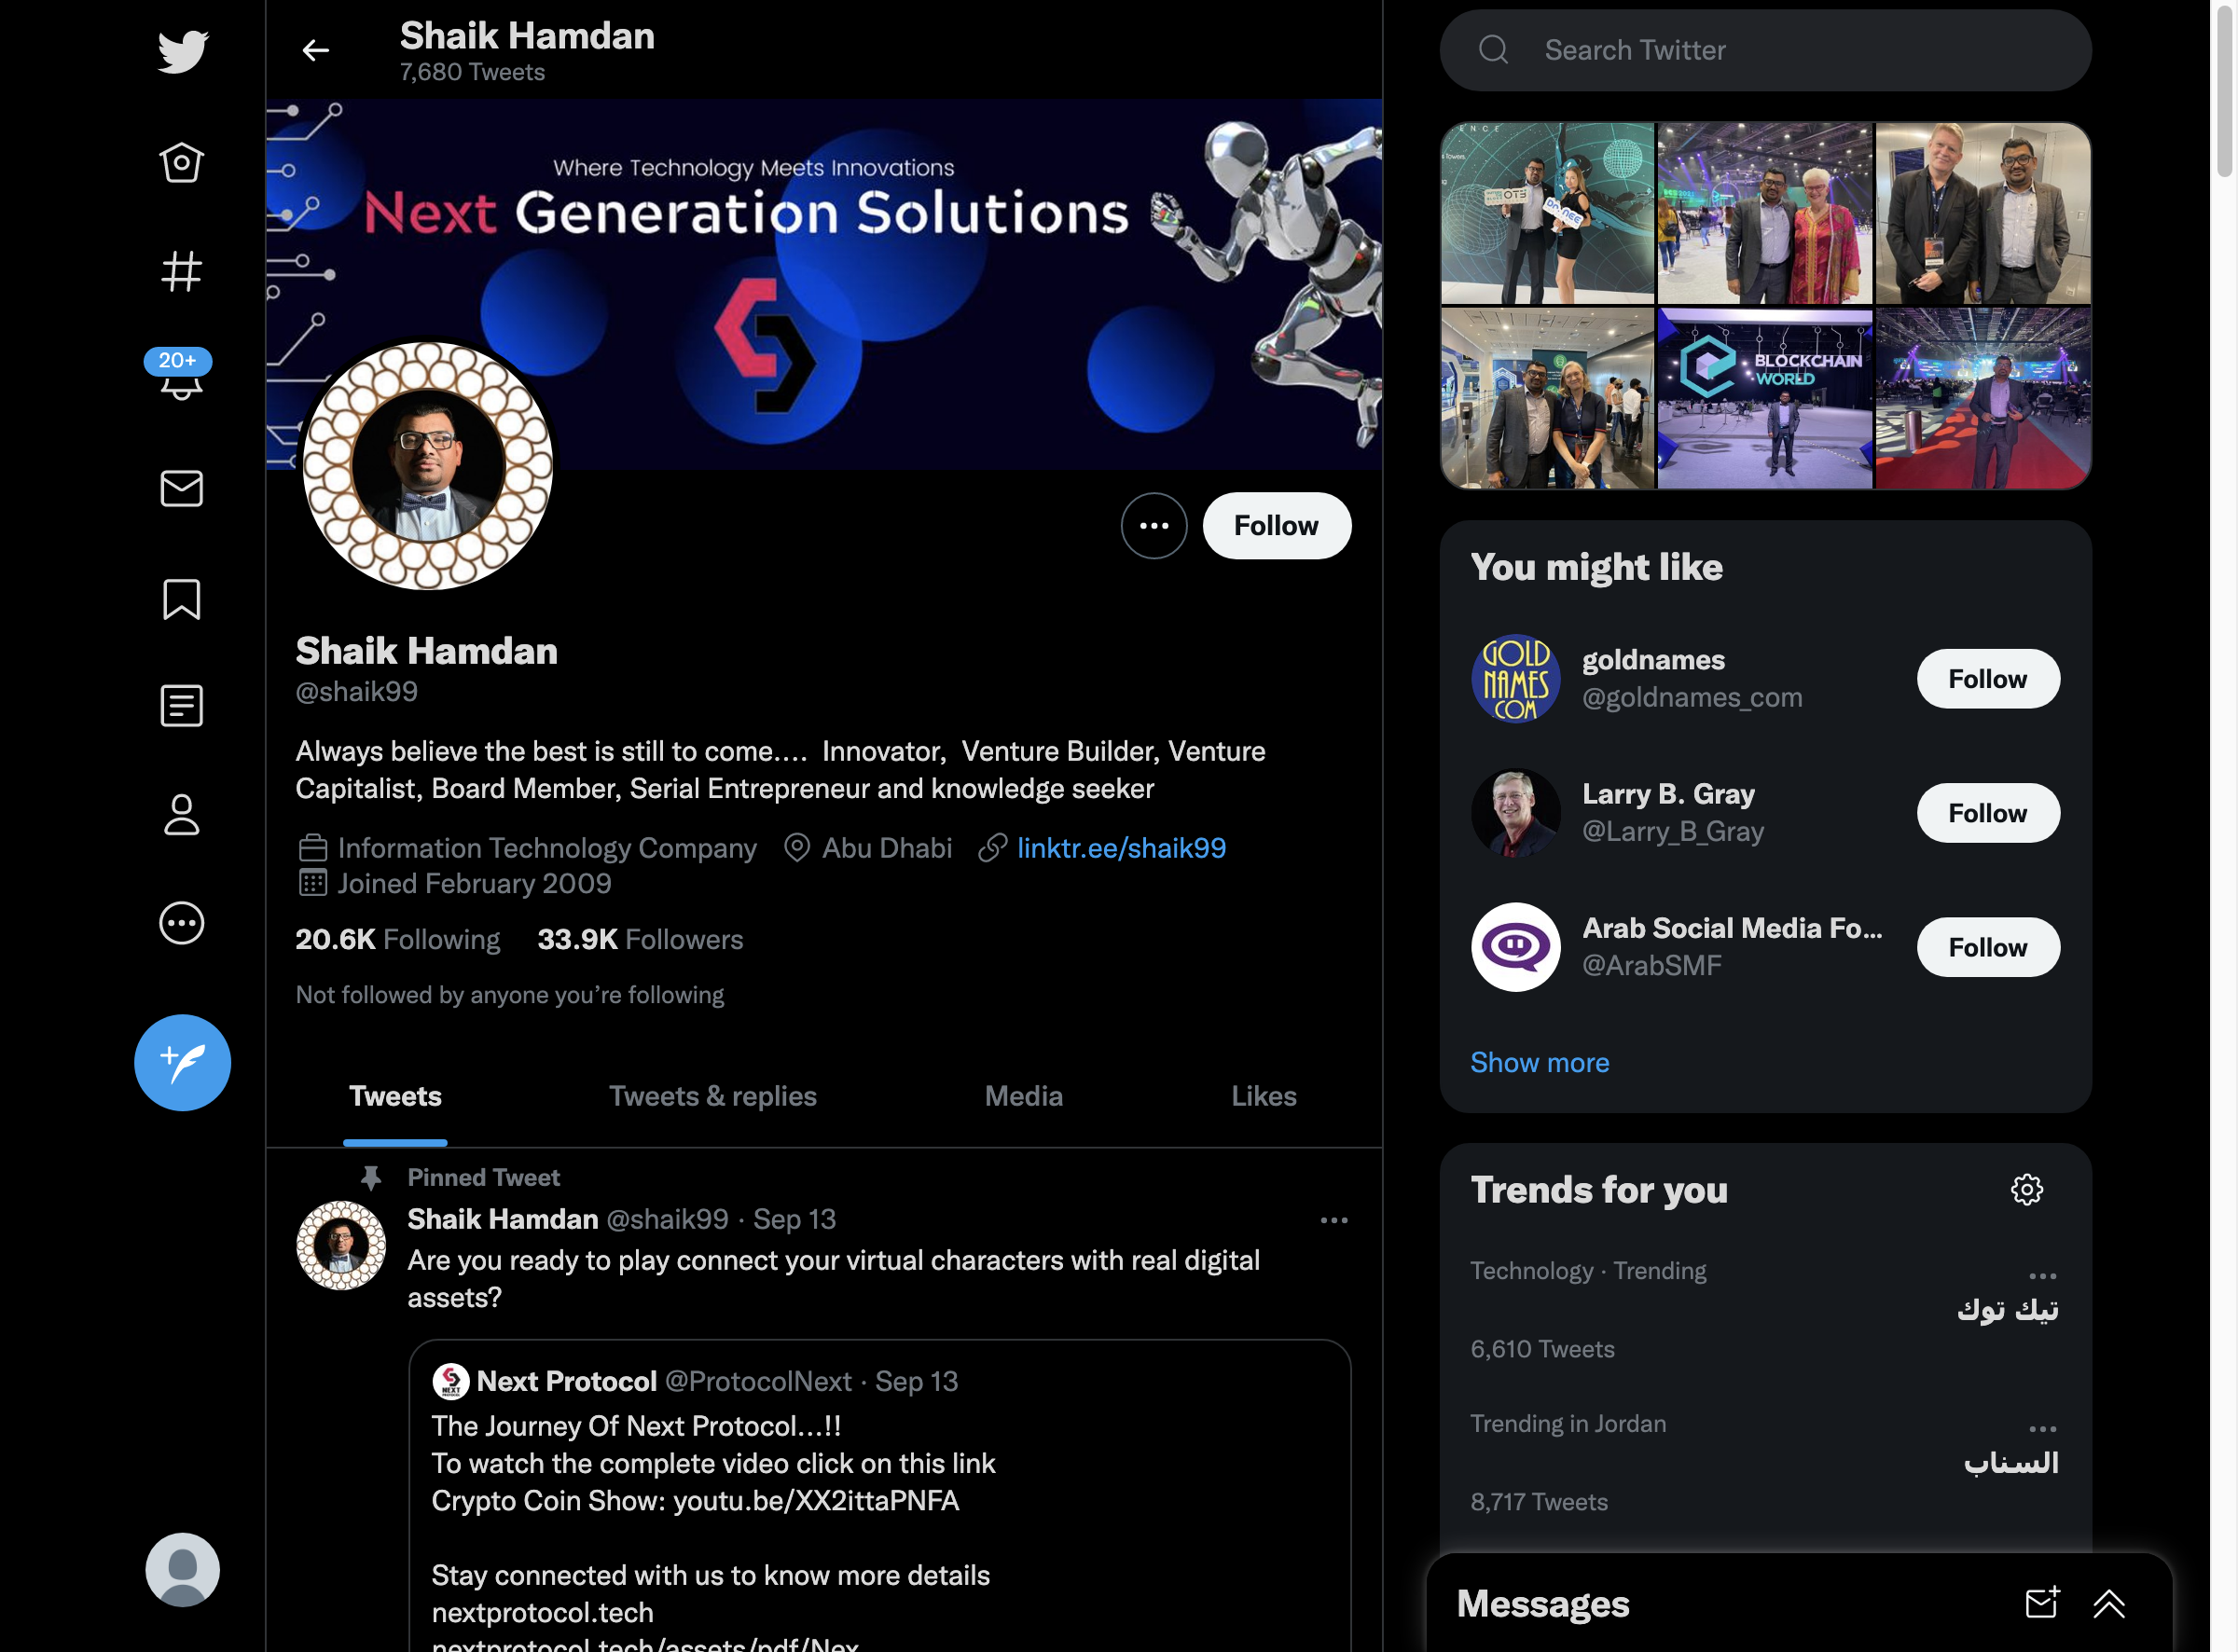 Shaik Hamdan
7,680 Tweets
Where Technology Meets Innovations
Next Generation Solutions
20+
Follow
Shaik Hamdan
@shaik99
Always believe the best is still to come.... Innovator, Venture Builder, Venture
Capitalist, Board Member, Serial Entrepreneur and knowledge seeker
Information Technology Company Abu Dhabi linktr.ee/shaik99
Joined February 2009
20.6K Following 33.9K Followers
Not followed by anyone you're following
Tweets Tweets & replies Media Likes
Pinned Tweet
Shaik Hamdan @shaik99 · Sep 13
Are you ready to play connect your virtual characters with real digital
assets?
NEXT
Next Protocol @ProtocolNext · Sep 13
The Journey Of Next Protocol...!!
To watch the complete video click on this link
Crypto Coin Show: youtu.be/XX2ittaPNFA
Stay connected with us to know more details
nextprotocol.tech
nextprotocol.tech/assets/pdf/Nex
Search Twitter
BLOCKCHAIN
WORLD
You might like
GOLD
NAMES
COM
goldnames
@goldnames_com
Follow
Larry B. Gray
@Larry_B_Gray
Follow
Arab Social Media Fo...
@ArabSMF
Follow
Show more
Trends for you
Technology · Trending
تيك توك
6,610 Tweets
Trending in Jordan
السناب
8,717 Tweets
Messages